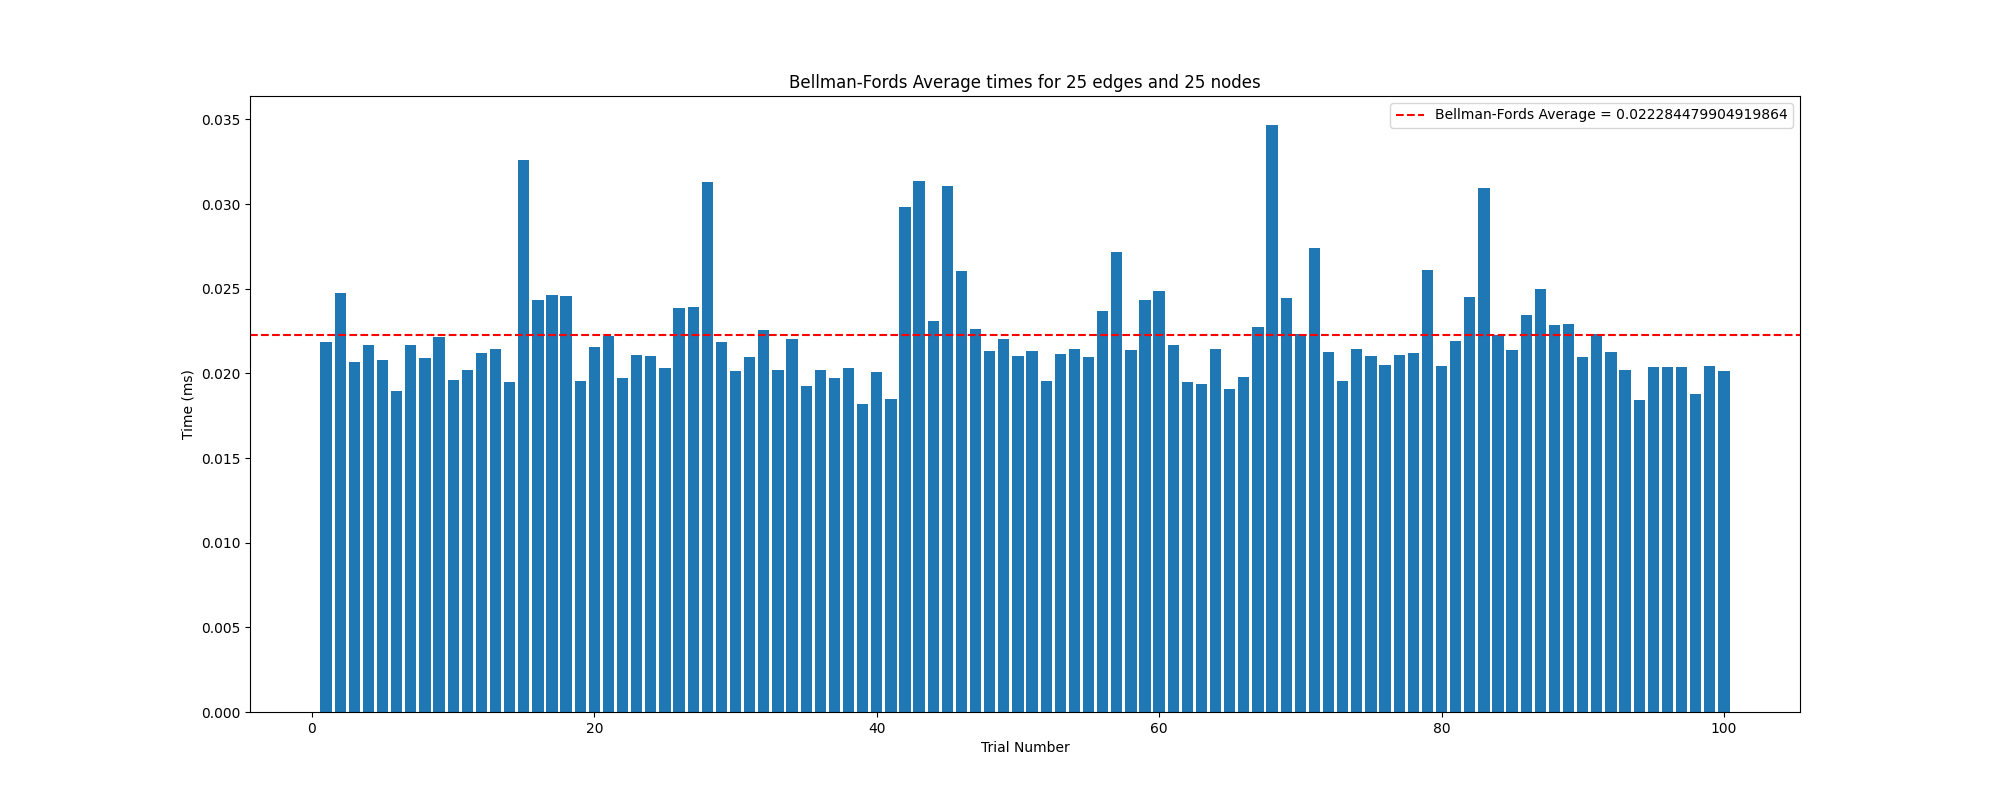 Bellman-Fords Average times for 25 edges and 25 nodes
Bellman-Fords Average = 0.022284479904919864
0.035
0.030
0.025
0.020
0.015
0.010
0.005
0.000
Time (ms)
0 20 40 60 80 100
Trial Number